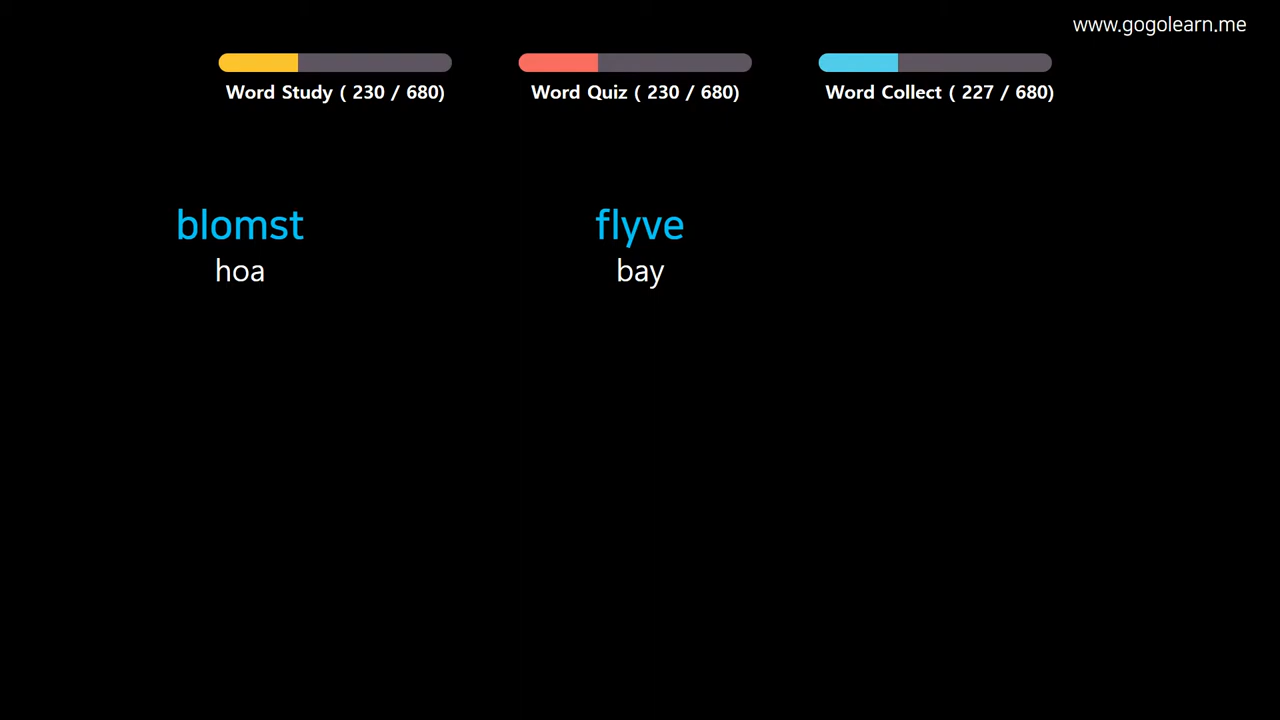 www.gogolearn.me
Word Study ( 230 / 680)
Word Quiz ( 230 / 680)
Word Collect ( 227 / 680)
blomst
hoa
flyve
bay